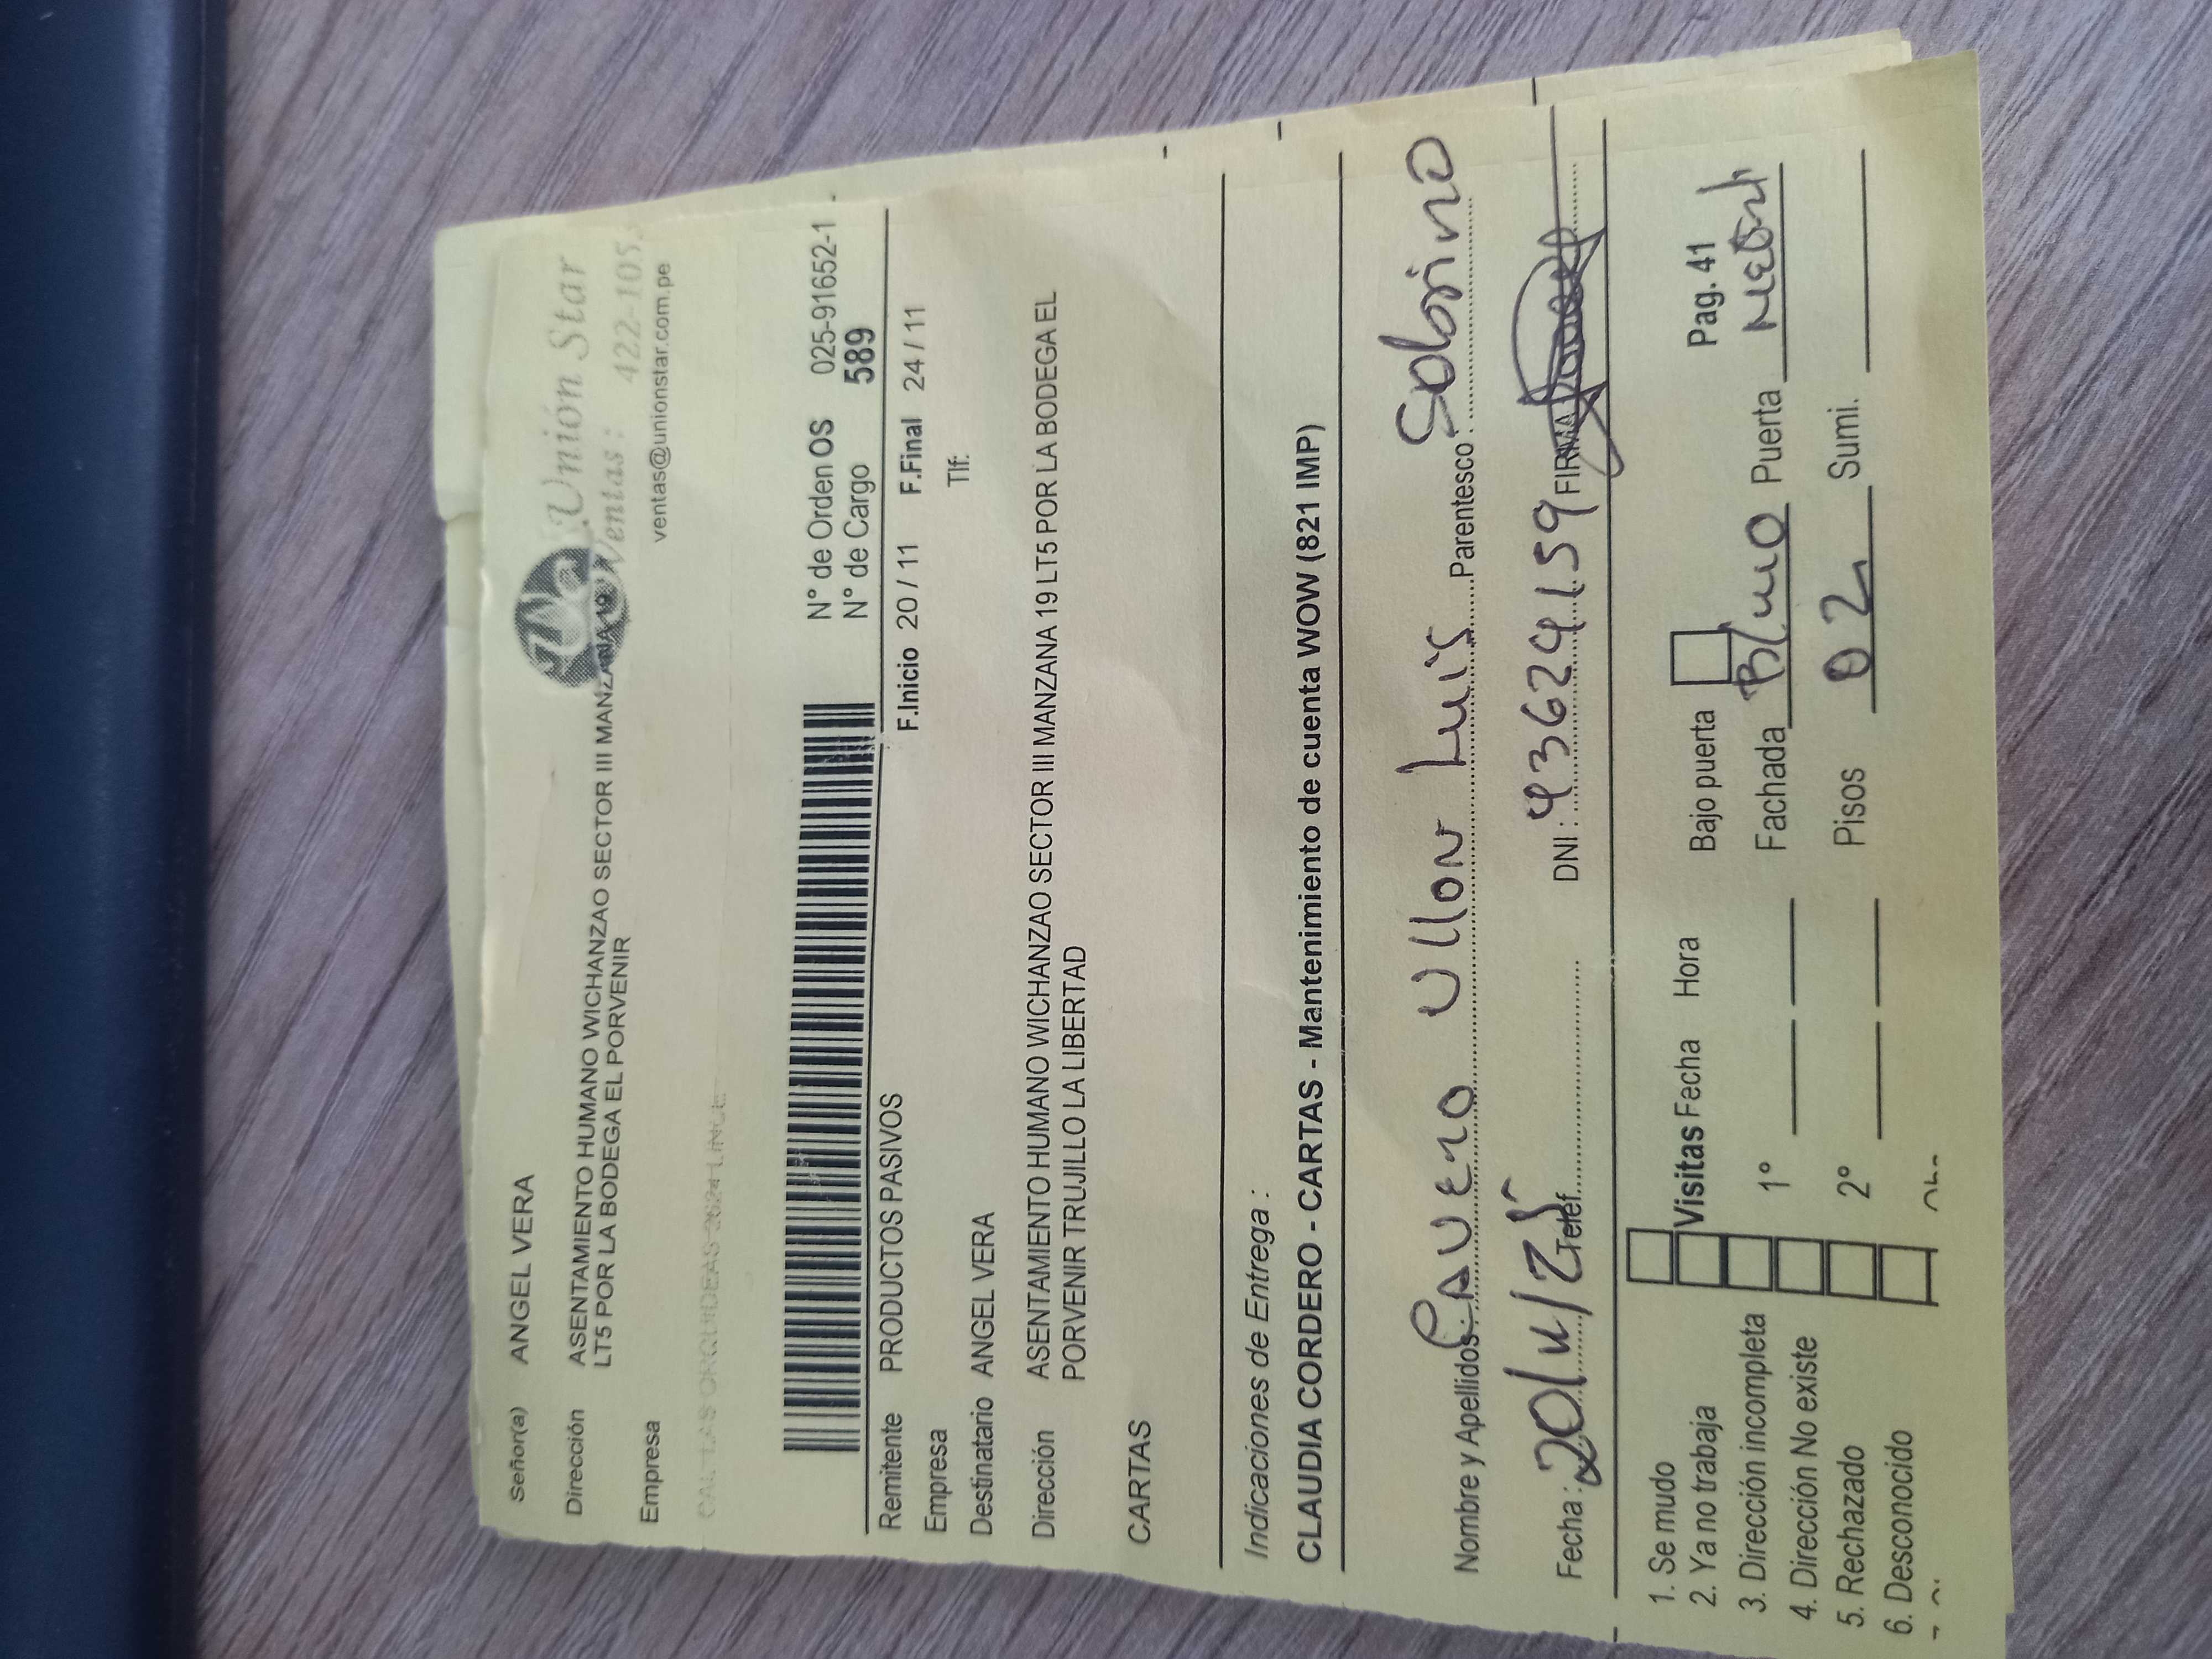 Señor(a) ANGEL VERA
Unión Star
Ventas: 422-105
ventas@unionstar.com.pe
Dirección ASENTAMIENTO HUMANO WICHANZAO SECTOR III MANZANA 19
LT5 POR LA BODEGA EL PORVENIR
Empresa
N° de Orden OS 025-91652-1
N° de Cargo 589
Remitente PRODUCTOS PASIVOS F.Inicio 20 / 11 F.Final 24 / 11
Empresa Tlf:
Destinatario ANGEL VERA
Dirección ASENTAMIENTO HUMANO WICHANZAO SECTOR III MANZANA 19 LT5 POR LA BODEGA EL
PORVENIR TRUJILLO LA LIBERTAD
CARTAS
Indicaciones de Entrega :
CLAUDIA CORDERO - CARTAS - Mantenimiento de cuenta WOW (821 IMP)
Nombre y Apellidos: Ullon Luis Parentesco: Sobrino
Fecha: 20/11/25 Telef. DNI: 43624159 FIRMA
1. Se mudo
2. Ya no trabaja Visitas Fecha Hora Bajo puerta Pag. 41
3. Dirección incompleta 1° Fachada Puerta
4. Dirección No existe
5. Rechazado 2° Pisos 02 Sumi.
6. Desconocido